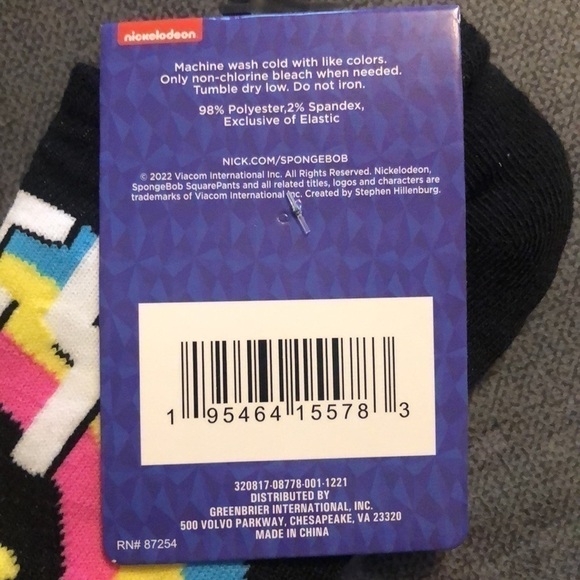 nickelodeon
Machine wash cold with like colors.
Only non-chlorine bleach when needed.
Tumble dry low. Do not iron.
98% Polyester,2% Spandex,
Exclusive of Elastic
NICK.COM/SPONGEBOB
© 2022 Viacom International Inc. All Rights Reserved. Nickelodeon,
SpongeBob SquarePants and all related titles, logos and characters are
trademarks of Viacom International Inc. Created by Stephen Hillenburg.
1 95464 15578 3
320817-08778-001-1221
DISTRIBUTED BY
GREENBRIER INTERNATIONAL, INC.
500 VOLVO PARKWAY, CHESAPEAKE, VA 23320
MADE IN CHINA
RN# 87254